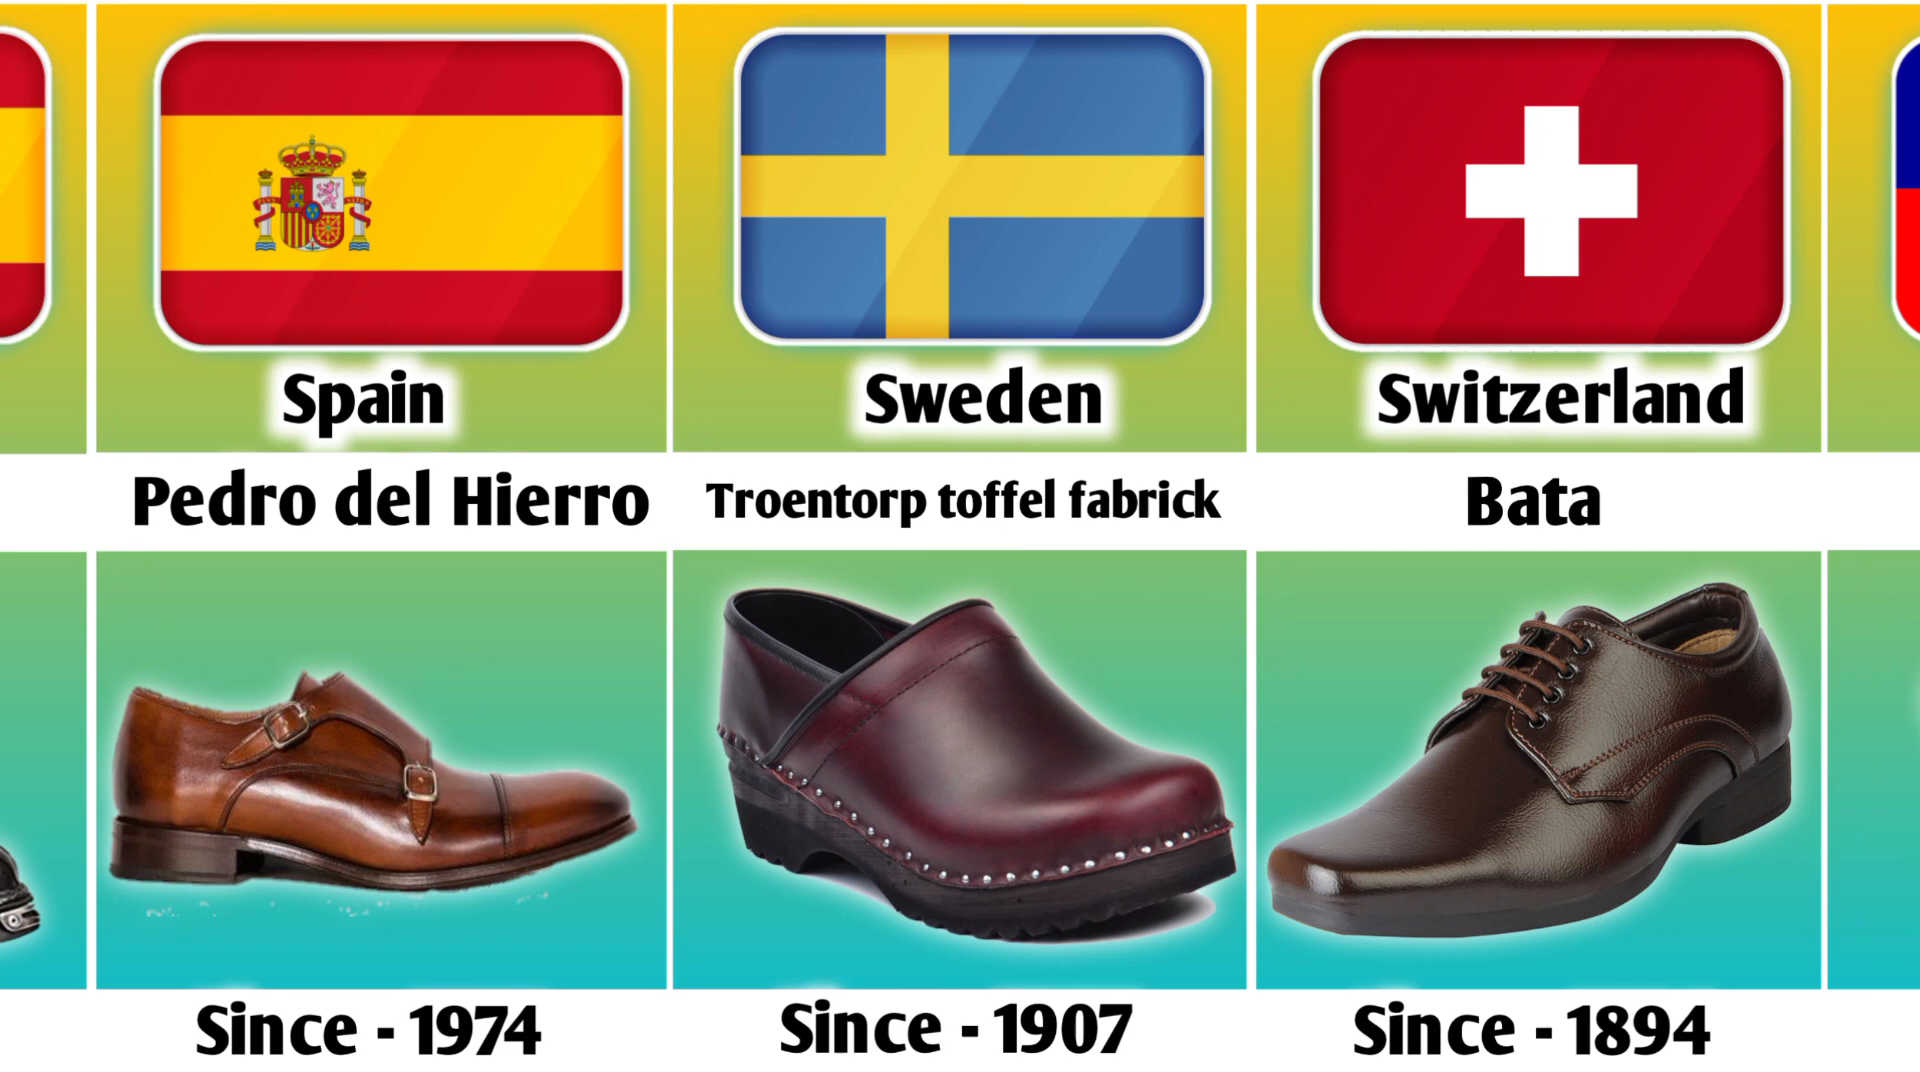 Spain
Sweden
Switzerland
Pedro del Hierro
Troentorp toffel fabrick
Bata
Since - 1974
Since - 1907
Since - 1894